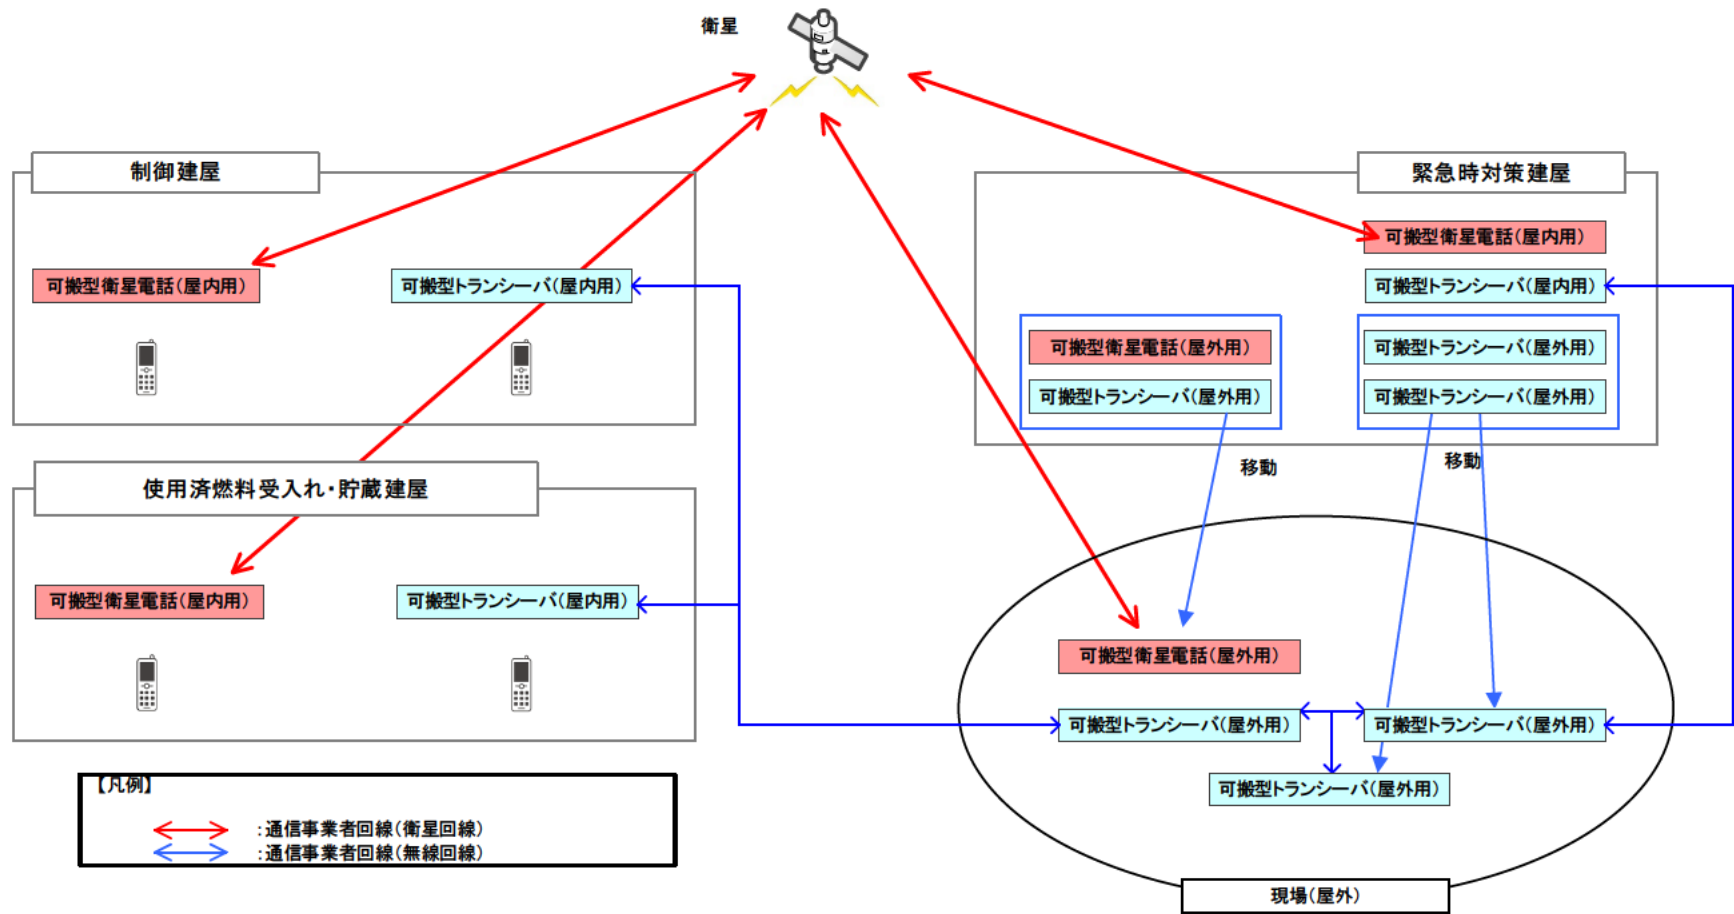 衛星
制御建屋
可搬型衛星電話(屋内用)
可搬型トランシーバ(屋内用)
使用済燃料受入れ・貯蔵建屋
可搬型衛星電話(屋内用)
可搬型トランシーバ(屋内用)
緊急時対策建屋
可搬型衛星電話(屋内用)
可搬型トランシーバ(屋内用)
可搬型衛星電話(屋外用)
可搬型トランシーバ(屋外用)
可搬型トランシーバ(屋外用)
可搬型トランシーバ(屋外用)
移動
移動
可搬型衛星電話(屋外用)
可搬型トランシーバ(屋外用)
可搬型トランシーバ(屋外用)
可搬型トランシーバ(屋外用)
現場(屋外)
【凡例】
:通信事業者回線(衛星回線)
:通信事業者回線(無線回線)